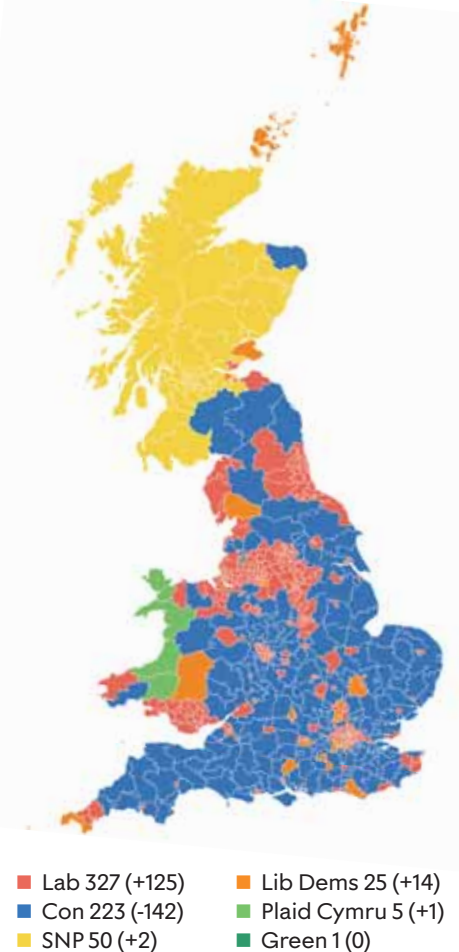 Lab 327 (+125)
Con 223 (-142)
SNP 50 (+2)
Lib Dems 25 (+14)
Plaid Cymru 5 (+1)
Green 1 (0)